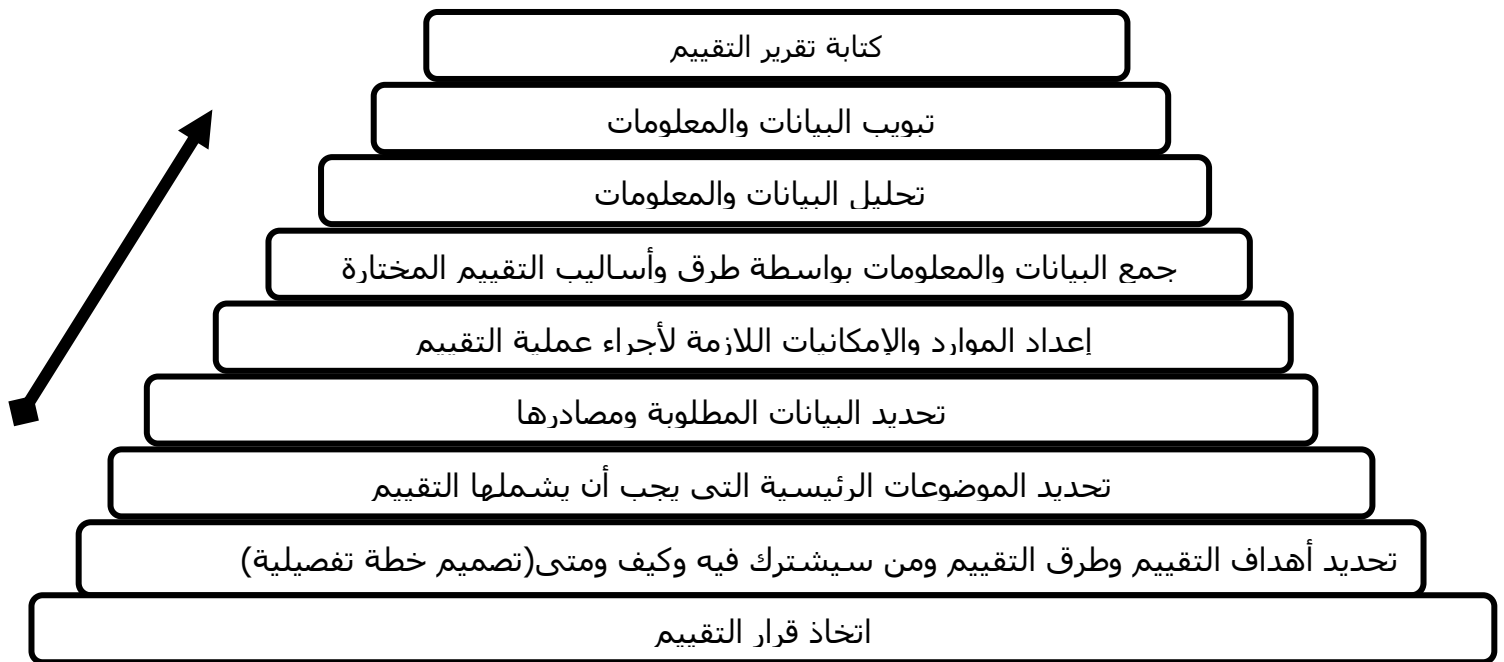 كتابة تقرير التقييم
تبويب البيانات والمعلومات
تحليل البيانات والمعلومات
جمع البيانات والمعلومات بواسطة طرق وأساليب التقييم المختارة
إعداد الموارد والإمكانيات اللازمة لأجراء عملية التقييم
تحديد البيانات المطلوبة ومصادرها
تحديد الموضوعات الرئيسية التى يجب أن يشملها التقييم
تحديد أهداف التقييم وطرق التقييم ومن سيشترك فيه وكيف ومتى(تصميم خطة تفصيلية)
اتخاذ قرار التقييم